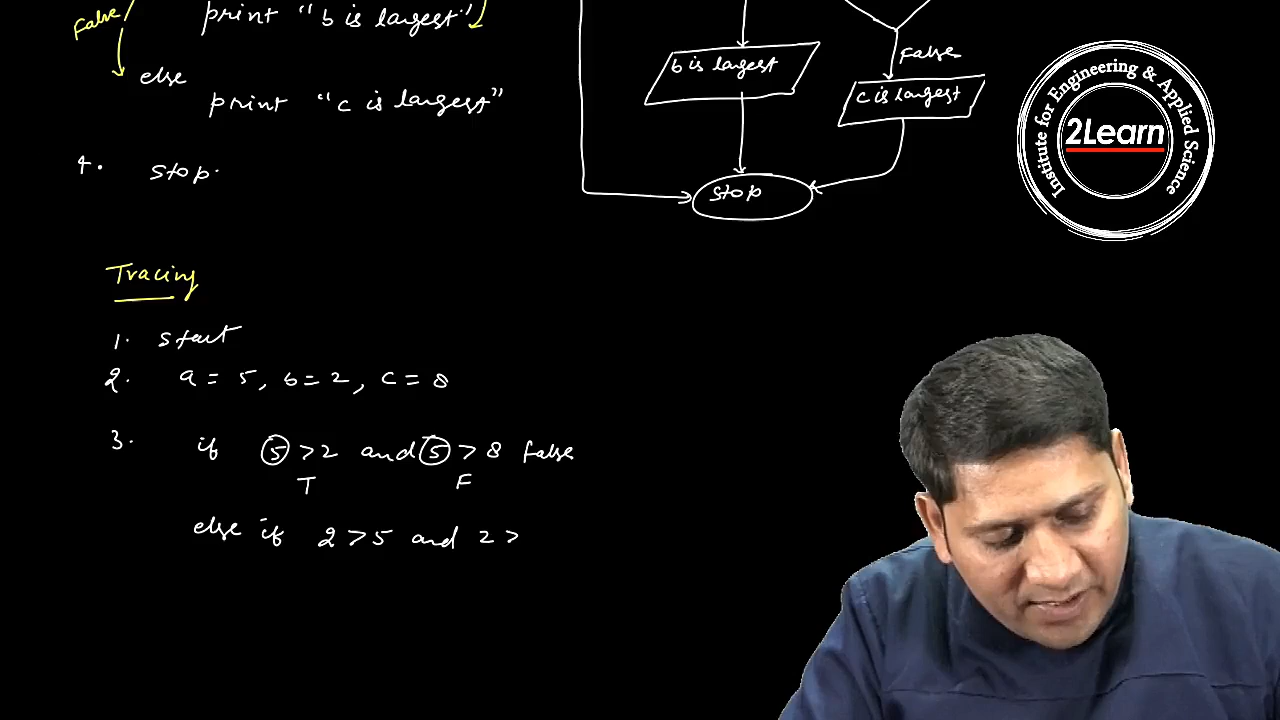 False
print "b is largest"
else
print "c is largest"
4. stop.
b is largest
False
c is largest
stop
Institute for Engineering & Applied Science
2Learn
Tracing
1. start
2. a = 5, b = 2, c = 8
3. if 5 > 2 and 5 > 8 false
T F
else if 2 > 5 and 2 >